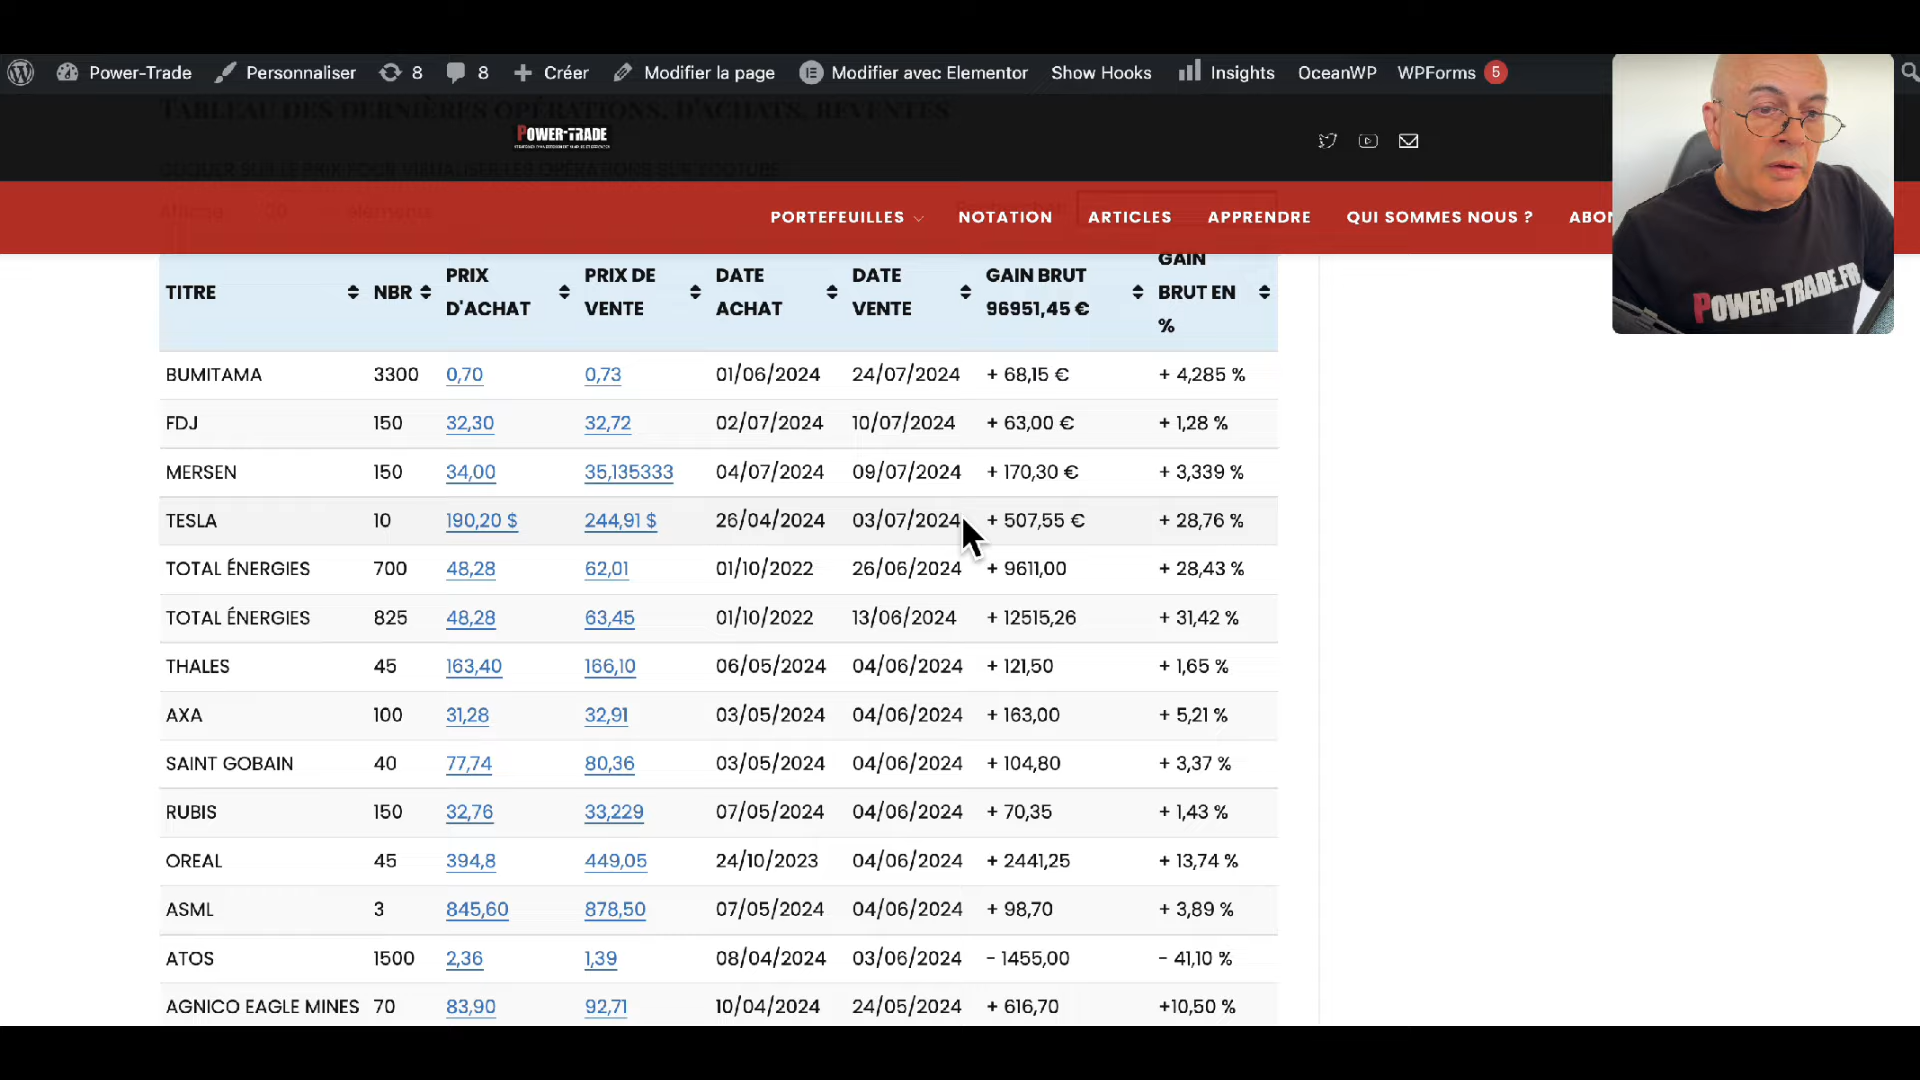 Power-Trade Personnaliser 8 8 Créer Modifier la page Modifier avec Elementor Show Hooks Insights OceanWP WPForms 5
TABLEAU DES DERNIÈRES OPÉRATIONS, D'ACHATS, REVENTES
POWER-TRADE
PORTEFEUILLES NOTATION ARTICLES APPRENDRE QUI SOMMES NOUS ? ABON
POWER-TRADE.FR
TITRE NBR PRIX D'ACHAT PRIX DE VENTE DATE ACHAT DATE VENTE GAIN BRUT 96951,45 € GAIN BRUT EN %
BUMITAMA 3300 0,70 0,73 01/06/2024 24/07/2024 + 68,15 € + 4,285 %
FDJ 150 32,30 32,72 02/07/2024 10/07/2024 + 63,00 € + 1,28 %
MERSEN 150 34,00 35,135333 04/07/2024 09/07/2024 + 170,30 € + 3,339 %
TESLA 10 190,20 $ 244,91 $ 26/04/2024 03/07/2024 + 507,55 € + 28,76 %
TOTAL ÉNERGIES 700 48,28 62,01 01/10/2022 26/06/2024 + 9611,00 + 28,43 %
TOTAL ÉNERGIES 825 48,28 63,45 01/10/2022 13/06/2024 + 12515,26 + 31,42 %
THALES 45 163,40 166,10 06/05/2024 04/06/2024 + 121,50 + 1,65 %
AXA 100 31,28 32,91 03/05/2024 04/06/2024 + 163,00 + 5,21 %
SAINT GOBAIN 40 77,74 80,36 03/05/2024 04/06/2024 + 104,80 + 3,37 %
RUBIS 150 32,76 33,229 07/05/2024 04/06/2024 + 70,35 + 1,43 %
OREAL 45 394,8 449,05 24/10/2023 04/06/2024 + 2441,25 + 13,74 %
ASML 3 845,60 878,50 07/05/2024 04/06/2024 + 98,70 + 3,89 %
ATOS 1500 2,36 1,39 08/04/2024 03/06/2024 - 1455,00 - 41,10 %
AGNICO EAGLE MINES 70 83,90 92,71 10/04/2024 24/05/2024 + 616,70 +10,50 %